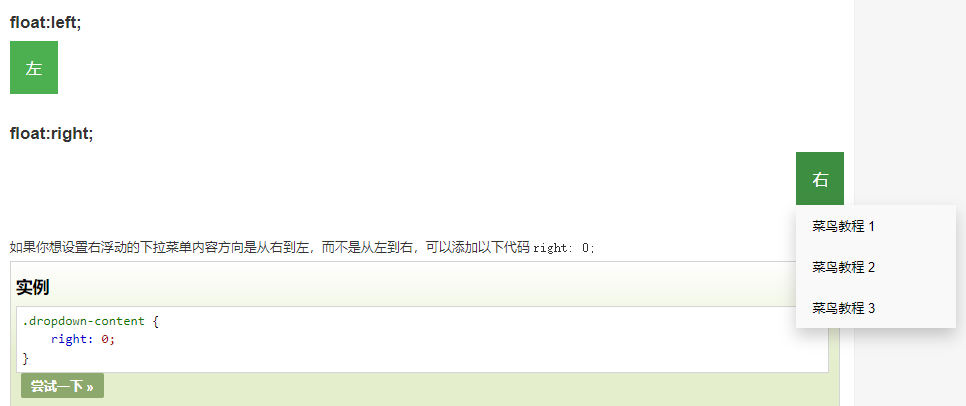 float:left;
左
float:right;
右
菜鸟教程 1
菜鸟教程 2
菜鸟教程 3
如果你想设置右浮动的下拉菜单内容方向是从右到左，而不是从左到右，可以添加以下代码 right: 0;
实例
.dropdown-content {
    right: 0;
}
尝试一下 »